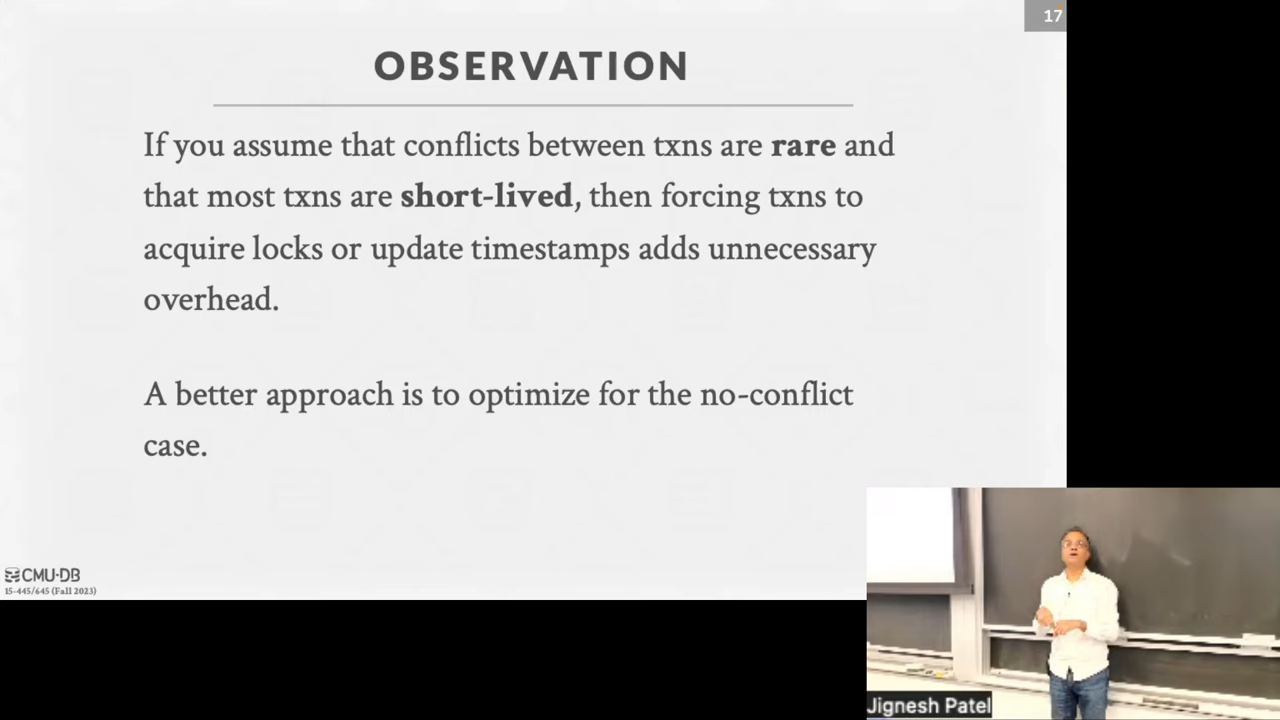 17
OBSERVATION
If you assume that conflicts between txns are rare and
that most txns are short-lived, then forcing txns to
acquire locks or update timestamps adds unnecessary
overhead.
A better approach is to optimize for the no-conflict
case.
CMU·DB
15-445/645 (Fall 2023)
Jignesh Patel